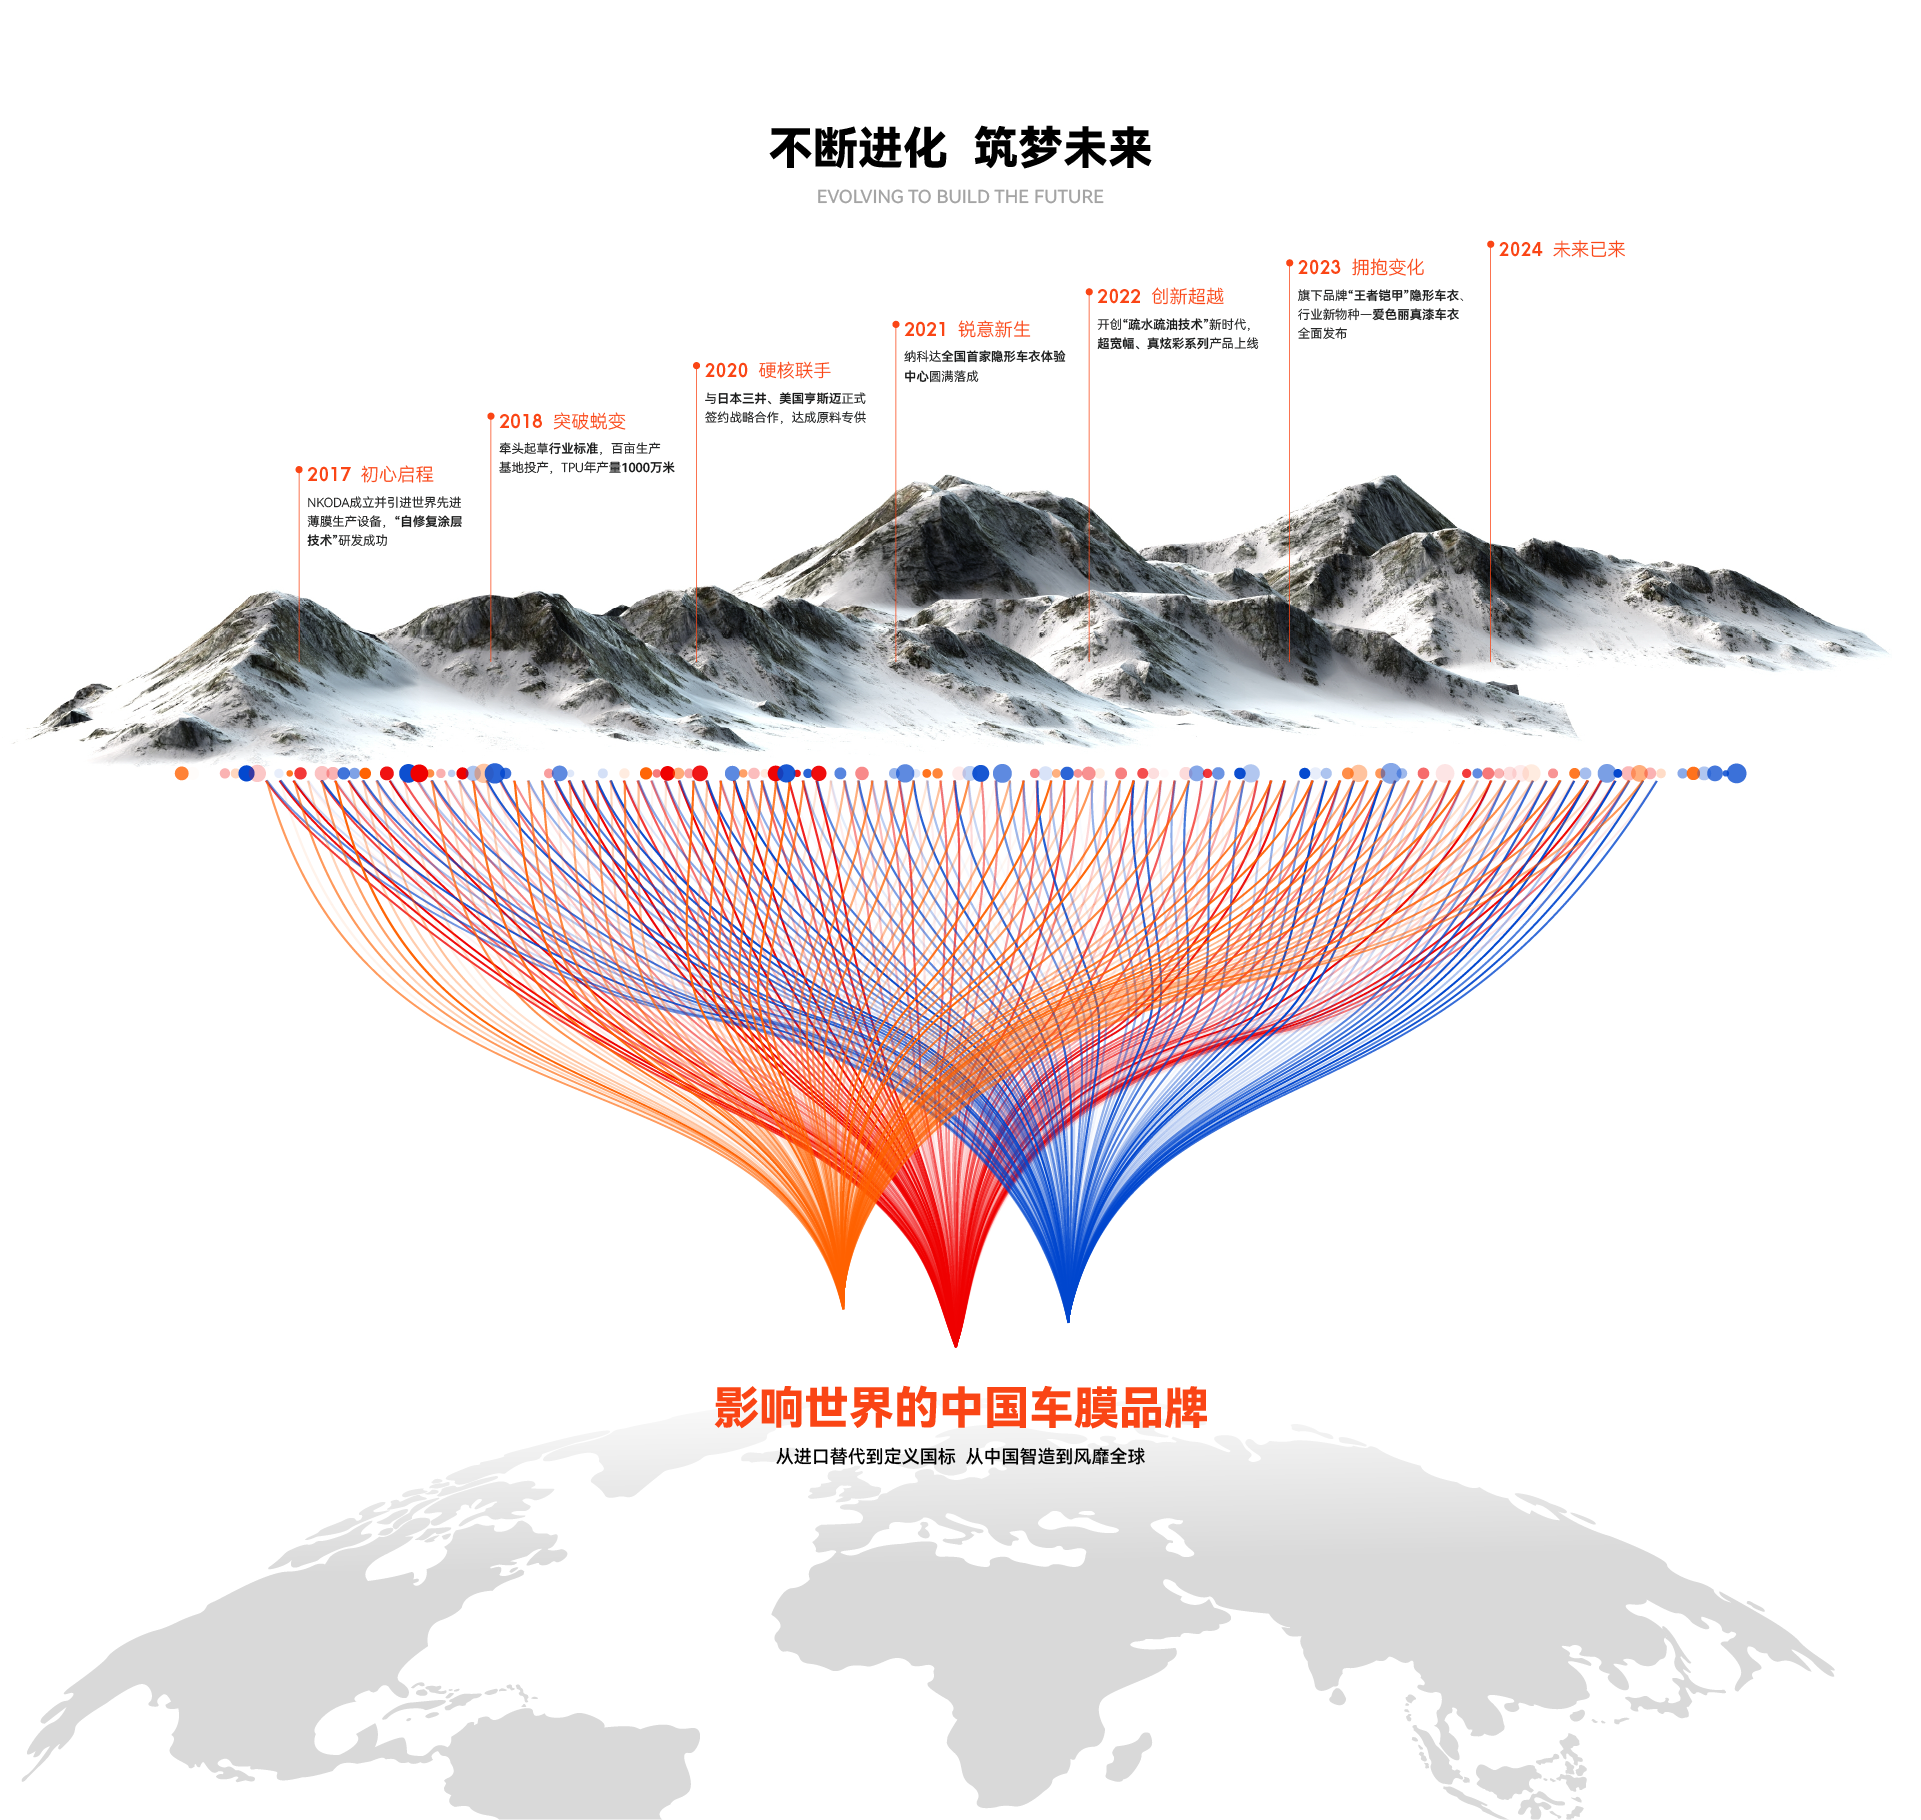 不断进化 筑梦未来
EVOLVING TO BUILD THE FUTURE
2017 初心启程
NKODA成立并引进世界先进
薄膜生产设备，“自修复涂层
技术”研发成功
2018 突破蜕变
牵头起草行业标准，百亩生产
基地投产，TPU年产量1000万米
2020 硬核联手
与日本三井、美国亨斯迈正式
签约战略合作，达成原料专供
2021 锐意新生
纳科达全国首家隐形车衣体验
中心圆满落成
2022 创新超越
开创“疏水疏油技术”新时代，
超宽幅、真炫彩系列产品上线
2023 拥抱变化
旗下品牌“王者铠甲”隐形车衣、
行业新物种—爱色丽真漆车衣
全面发布
2024 未来已来
影响世界的中国车膜品牌
从进口替代到定义国标 从中国智造到风靡全球